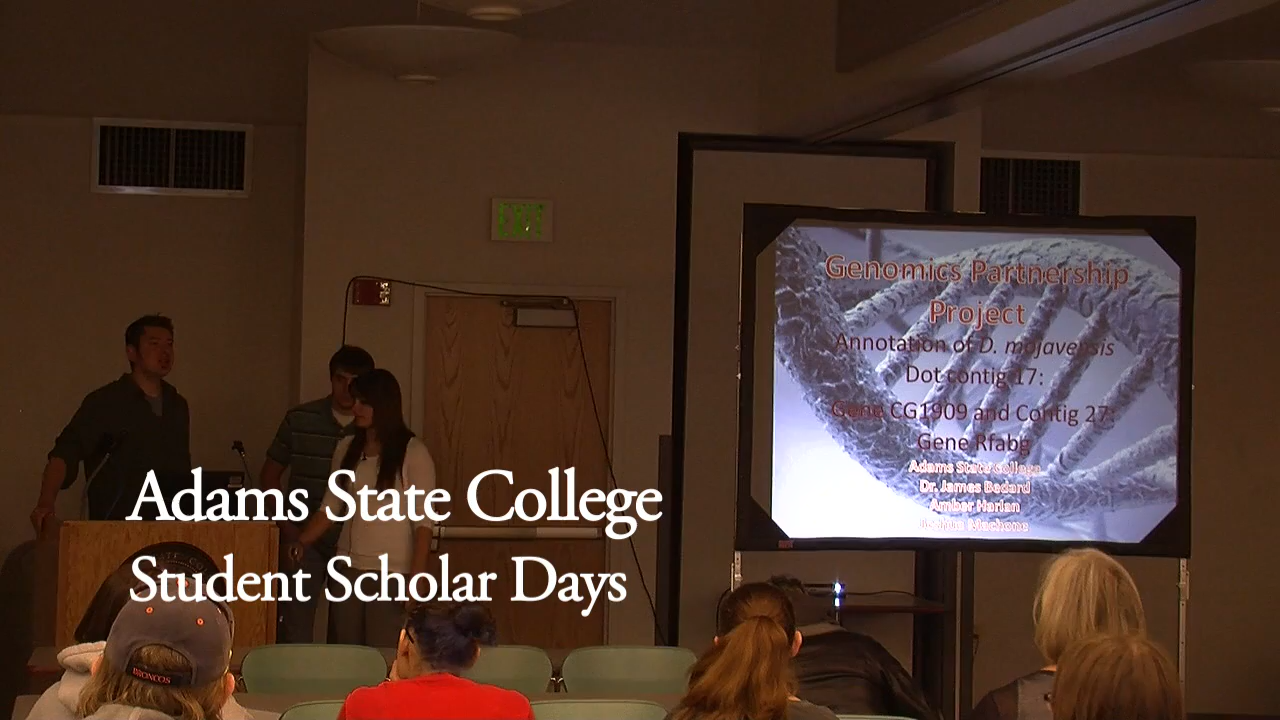 EXIT
Genomics Partnership
Project
Annotation of D. mojavensis
Dot contig 17:
Gene CG1909 and Contig 27:
Gene Rfabg
Adams State College
Dr. James Bedard
Amber Harlan
Adams State College
Student Scholar Days
BRONCOS